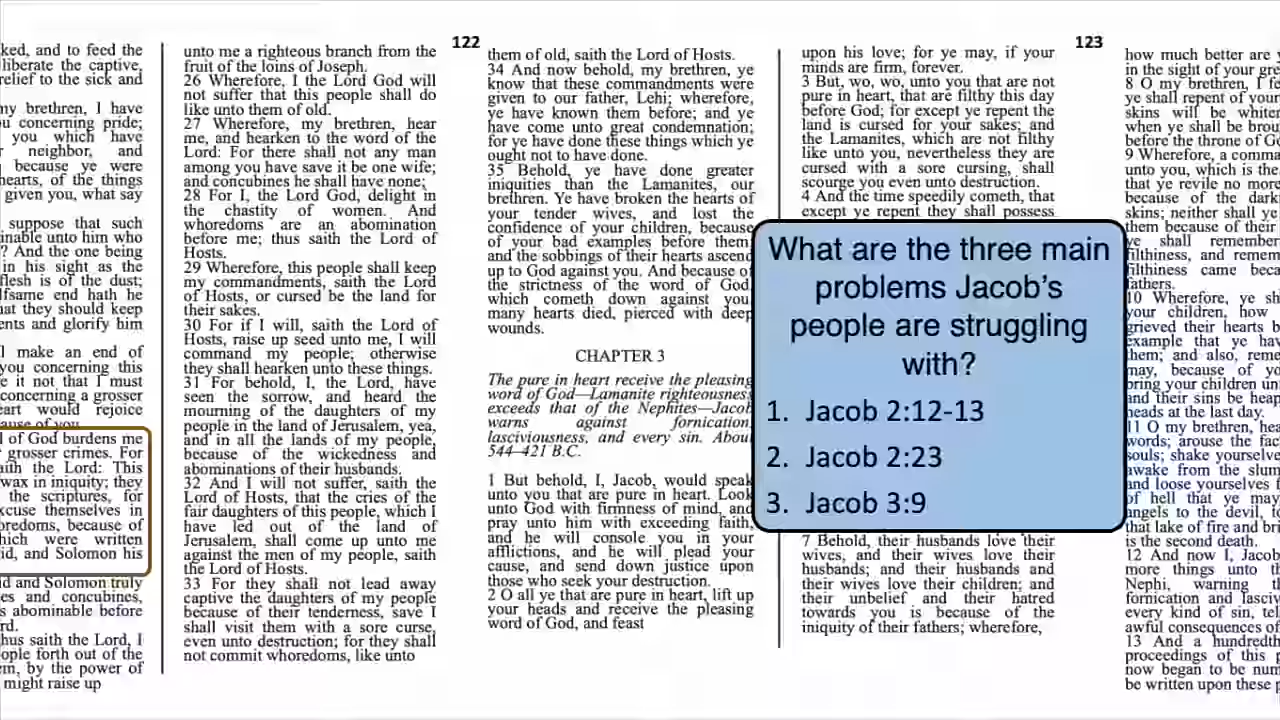 ked, and to feed the
liberate the captive,
relief to the sick and
my brethren, I have
u concerning pride;
you which have
neighbor, and
because ye were
hearts, of the things
given you, what say
suppose that such
inable unto him who
? And the one being
in his sight as the
flesh is of the dust;
lfsame end hath he
at they should keep
ents and glorify him
l make an end of
you concerning this
e it not that I must
concerning a grosser
eart would rejoice
ause of you.
l of God burdens me
grosser crimes. For
aith the Lord: This
wax in iniquity; they
the scriptures, for
xcuse themselves in
oredoms, because of
hich were written
id, and Solomon his
ld and Solomon truly
es and concubines,
s abominable before
rd.
hus saith the Lord, I
ople forth out of the
em, by the power of
might raise up
unto me a righteous branch from the
fruit of the loins of Joseph.
26 Wherefore, I the Lord God will
not suffer that this people shall do
like unto them of old.
27 Wherefore, my brethren, hear
me, and hearken to the word of the
Lord: For there shall not any man
among you have save it be one wife;
and concubines he shall have none;
28 For I, the Lord God, delight in
the chastity of women. And
whoredoms are an abomination
before me; thus saith the Lord of
Hosts.
29 Wherefore, this people shall keep
my commandments, saith the Lord
of Hosts, or cursed be the land for
their sakes.
30 For if I will, saith the Lord of
Hosts, raise up seed unto me, I will
command my people; otherwise
they shall hearken unto these things.
31 For behold, I, the Lord, have
seen the sorrow, and heard the
mourning of the daughters of my
people in the land of Jerusalem, yea,
and in all the lands of my people,
because of the wickedness and
abominations of their husbands.
32 And I will not suffer, saith the
Lord of Hosts, that the cries of the
fair daughters of this people, which I
have led out of the land of
Jerusalem, shall come up unto me
against the men of my people, saith
the Lord of Hosts.
33 For they shall not lead away
captive the daughters of my people
because of their tenderness, save I
shall visit them with a sore curse,
even unto destruction; for they shall
not commit whoredoms, like unto
122
them of old, saith the Lord of Hosts.
34 And now behold, my brethren, ye
know that these commandments were
given to our father, Lehi; wherefore,
ye have known them before; and ye
have come unto great condemnation;
for ye have done these things which ye
ought not to have done.
35 Behold, ye have done greater
iniquities than the Lamanites, our
brethren. Ye have broken the hearts of
your tender wives, and lost the
confidence of your children, because
of your bad examples before them;
and the sobbings of their hearts ascend
up to God against you. And because of
the strictness of the word of God,
which cometh down against you,
many hearts died, pierced with deep
wounds.
CHAPTER 3
The pure in heart receive the pleasing
word of God—Lamanite righteousness
exceeds that of the Nephites—Jacob
warns against fornication,
lasciviousness, and every sin. About
544–421 B.C.
1 But behold, I, Jacob, would speak
unto you that are pure in heart. Look
unto God with firmness of mind, and
pray unto him with exceeding faith,
and he will console you in your
afflictions, and he will plead your
cause, and send down justice upon
those who seek your destruction.
2 O all ye that are pure in heart, lift up
your heads and receive the pleasing
word of God, and feast
upon his love; for ye may, if your
minds are firm, forever.
3 But, wo, wo, unto you that are not
pure in heart, that are filthy this day
before God; for except ye repent the
land is cursed for your sakes; and
the Lamanites, which are not filthy
like unto you, nevertheless they are
cursed with a sore cursing, shall
scourge you even unto destruction.
4 And the time speedily cometh, that
except ye repent they shall possess
What are the three main
problems Jacob's
people are struggling
with?
1. Jacob 2:12-13
2. Jacob 2:23
3. Jacob 3:9
7 Behold, their husbands love their
wives, and their wives love their
husbands; and their husbands and
their wives love their children; and
their unbelief and their hatred
towards you is because of the
iniquity of their fathers; wherefore,
123
how much better are y
in the sight of your gre
8 O my brethren, I fe
ye shall repent of your
skins will be whiter
when ye shall be brou
before the throne of Go
9 Wherefore, a comma
unto you, which is the
that ye revile no more
because of the dark
skins; neither shall ye
them because of their
ye shall remember
filthiness, and remem
filthiness came beca
fathers.
10 Wherefore, ye sh
your children, how
grieved their hearts b
example that ye hav
them; and also, reme
may, because of yo
bring your children un
and their sins be heap
heads at the last day.
11 O my brethren, hea
words; arouse the fac
souls; shake yourselve
awake from the slum
and loose yourselves f
of hell that ye may
angels to the devil, to
that lake of fire and bri
is the second death.
12 And now I, Jacob
more things unto th
Nephi, warning th
fornication and lasciv
every kind of sin, tel
awful consequences of
13 And a hundredth
proceedings of this p
now began to be num
be written upon these p